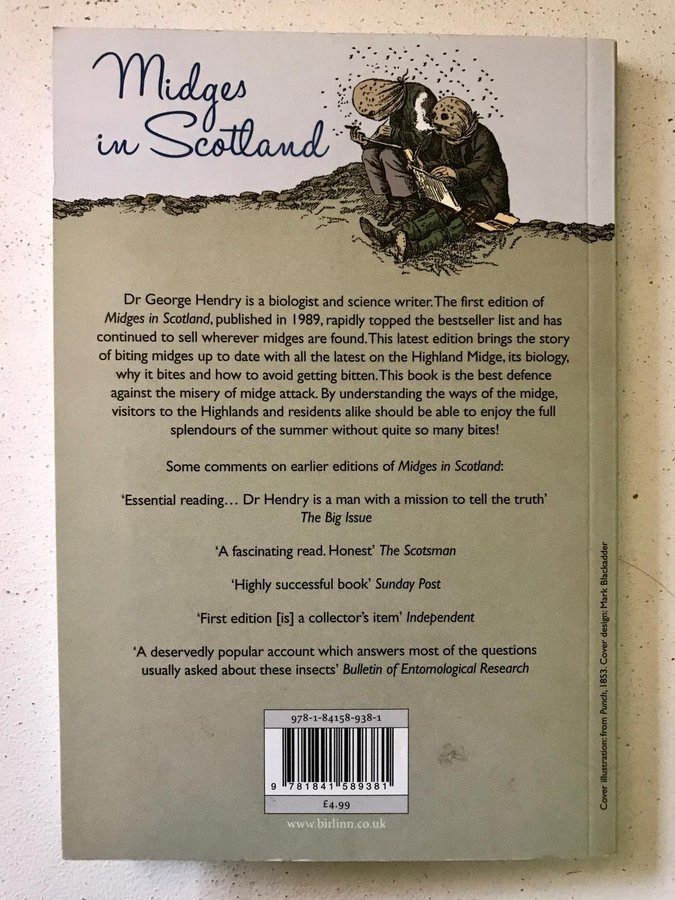 Midges
in Scotland
Dr George Hendry is a biologist and science writer. The first edition of
Midges in Scotland, published in 1989, rapidly topped the bestseller list and has
continued to sell wherever midges are found. This latest edition brings the story
of biting midges up to date with all the latest on the Highland Midge, its biology,
why it bites and how to avoid getting bitten. This book is the best defence
against the misery of midge attack. By understanding the ways of the midge,
visitors to the Highlands and residents alike should be able to enjoy the full
splendours of the summer without quite so many bites!
Some comments on earlier editions of Midges in Scotland:
‘Essential reading… Dr Hendry is a man with a mission to tell the truth’
The Big Issue
‘A fascinating read. Honest’ The Scotsman
‘Highly successful book’ Sunday Post
‘First edition [is] a collector’s item’ Independent
‘A deservedly popular account which answers most of the questions
usually asked about these insects’ Bulletin of Entomological Research
978-1-84158-938-1
9 781841 589381
£4.99
www.birlinn.co.uk
Cover illustration: from Punch, 1853. Cover design: Mark Blackadder